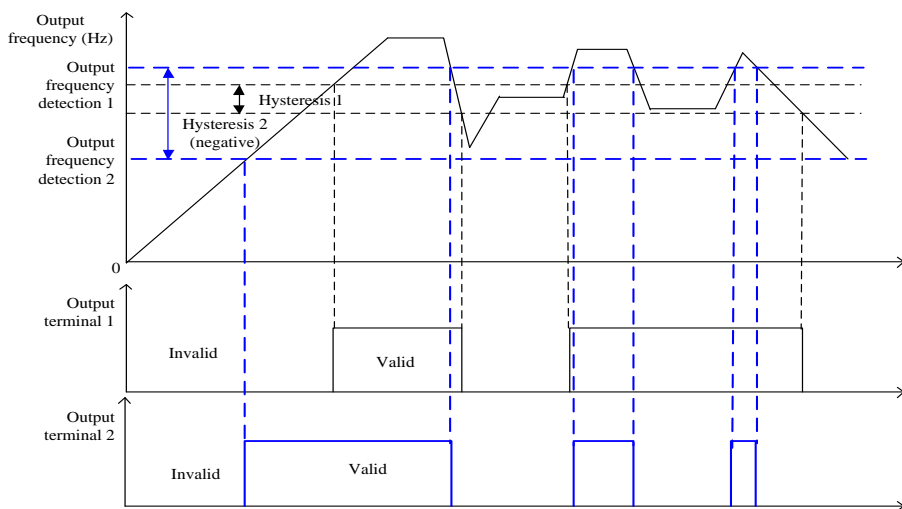 Output
frequency (Hz)
Output
frequency
detection 1
Hysteresis 1
Hysteresis 2
(negative)
Output
frequency
detection 2
0
Output
terminal 1
Invalid
Valid
Output
terminal 2
Invalid
Valid